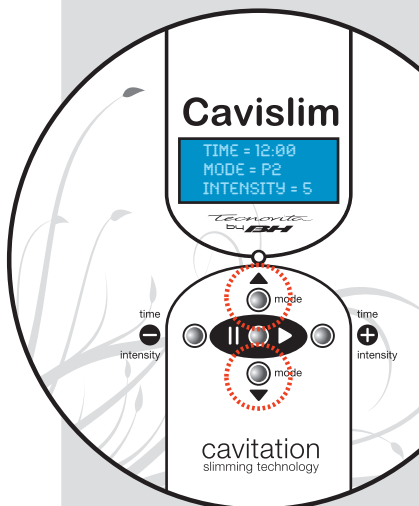 Cavislim
TIME = 12:00
MODE = P2
INTENSITY = 5
Tecnovita
by BH
mode
time time
intensity intensity
mode
cavitation
slimming technology